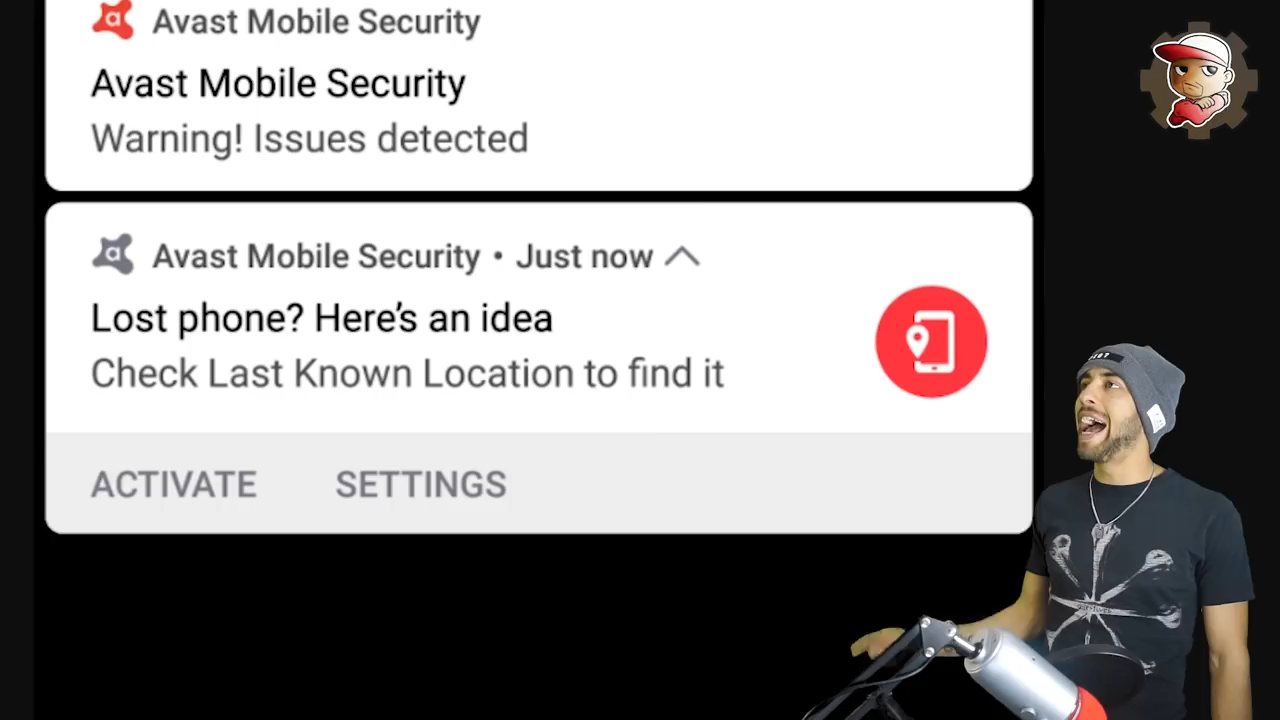 Avast Mobile Security
Avast Mobile Security
Warning! Issues detected
Avast Mobile Security • Just now
Lost phone? Here's an idea
Check Last Known Location to find it
ACTIVATE SETTINGS